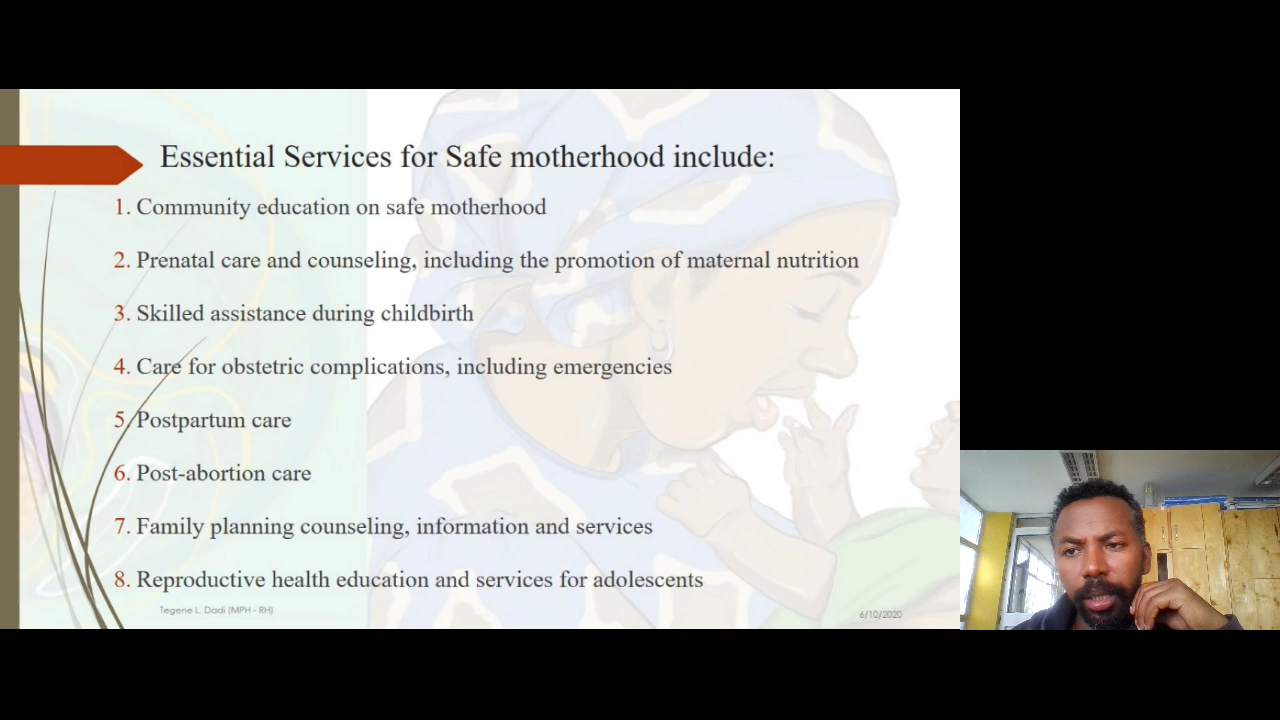 Essential Services for Safe motherhood include:
1. Community education on safe motherhood
2. Prenatal care and counseling, including the promotion of maternal nutrition
3. Skilled assistance during childbirth
4. Care for obstetric complications, including emergencies
5. Postpartum care
6. Post-abortion care
7. Family planning counseling, information and services
8. Reproductive health education and services for adolescents
Tegene L. Dadi (MPH - RH)
6/10/2020